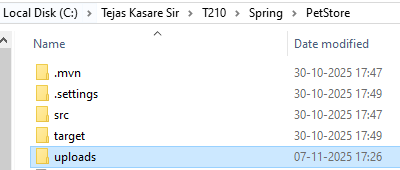 Local Disk (C:) > Tejas Kasare Sir > T210 > Spring > PetStore
Name Date modified
.mvn 30-10-2025 17:47
.settings 30-10-2025 17:49
src 30-10-2025 17:47
target 30-10-2025 17:49
uploads 07-11-2025 17:26